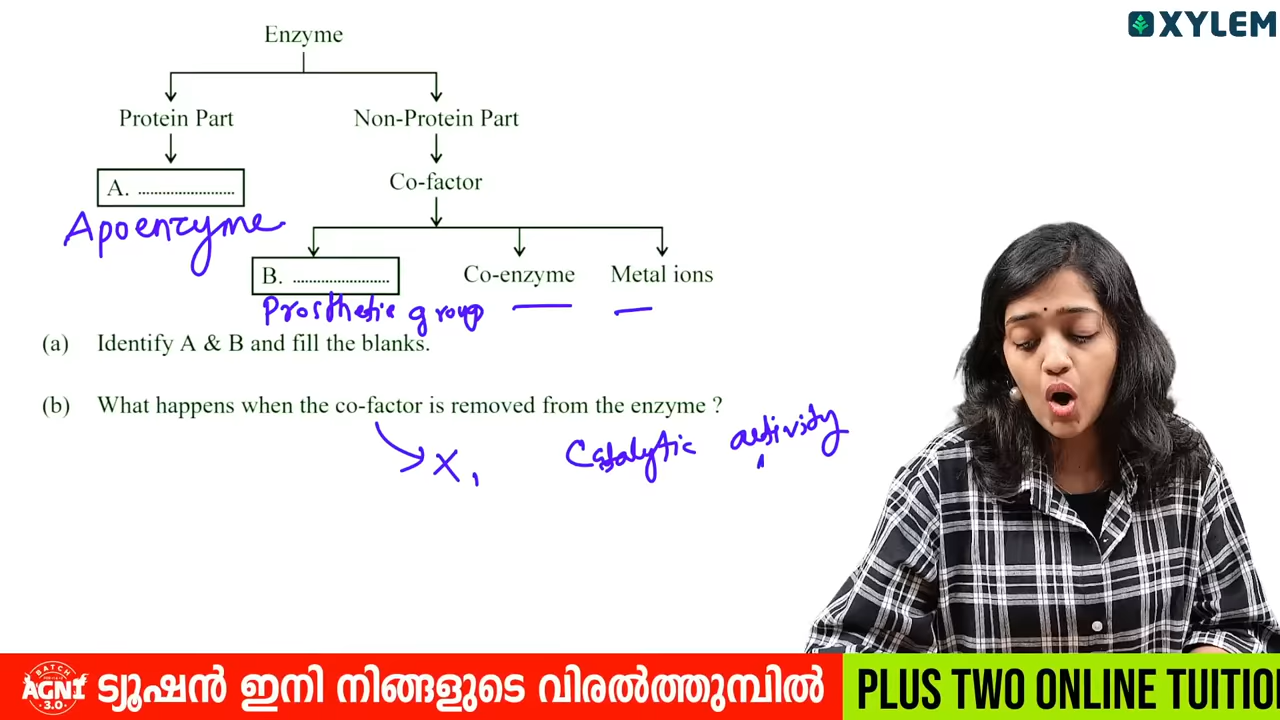 XYLEM
Enzyme
Protein Part Non-Protein Part
A. ........................ Co-factor
Apoenzyme
B. ........................ Co-enzyme Metal ions
Prosthetic group
(a) Identify A & B and fill the blanks.
(b) What happens when the co-factor is removed from the enzyme ?
X, Catalytic activity
BATCH
AGNI
3.0
ട്യൂഷൻ ഇനി നിങ്ങളുടെ വിരൽത്തുമ്പിൽ PLUS TWO ONLINE TUITIO